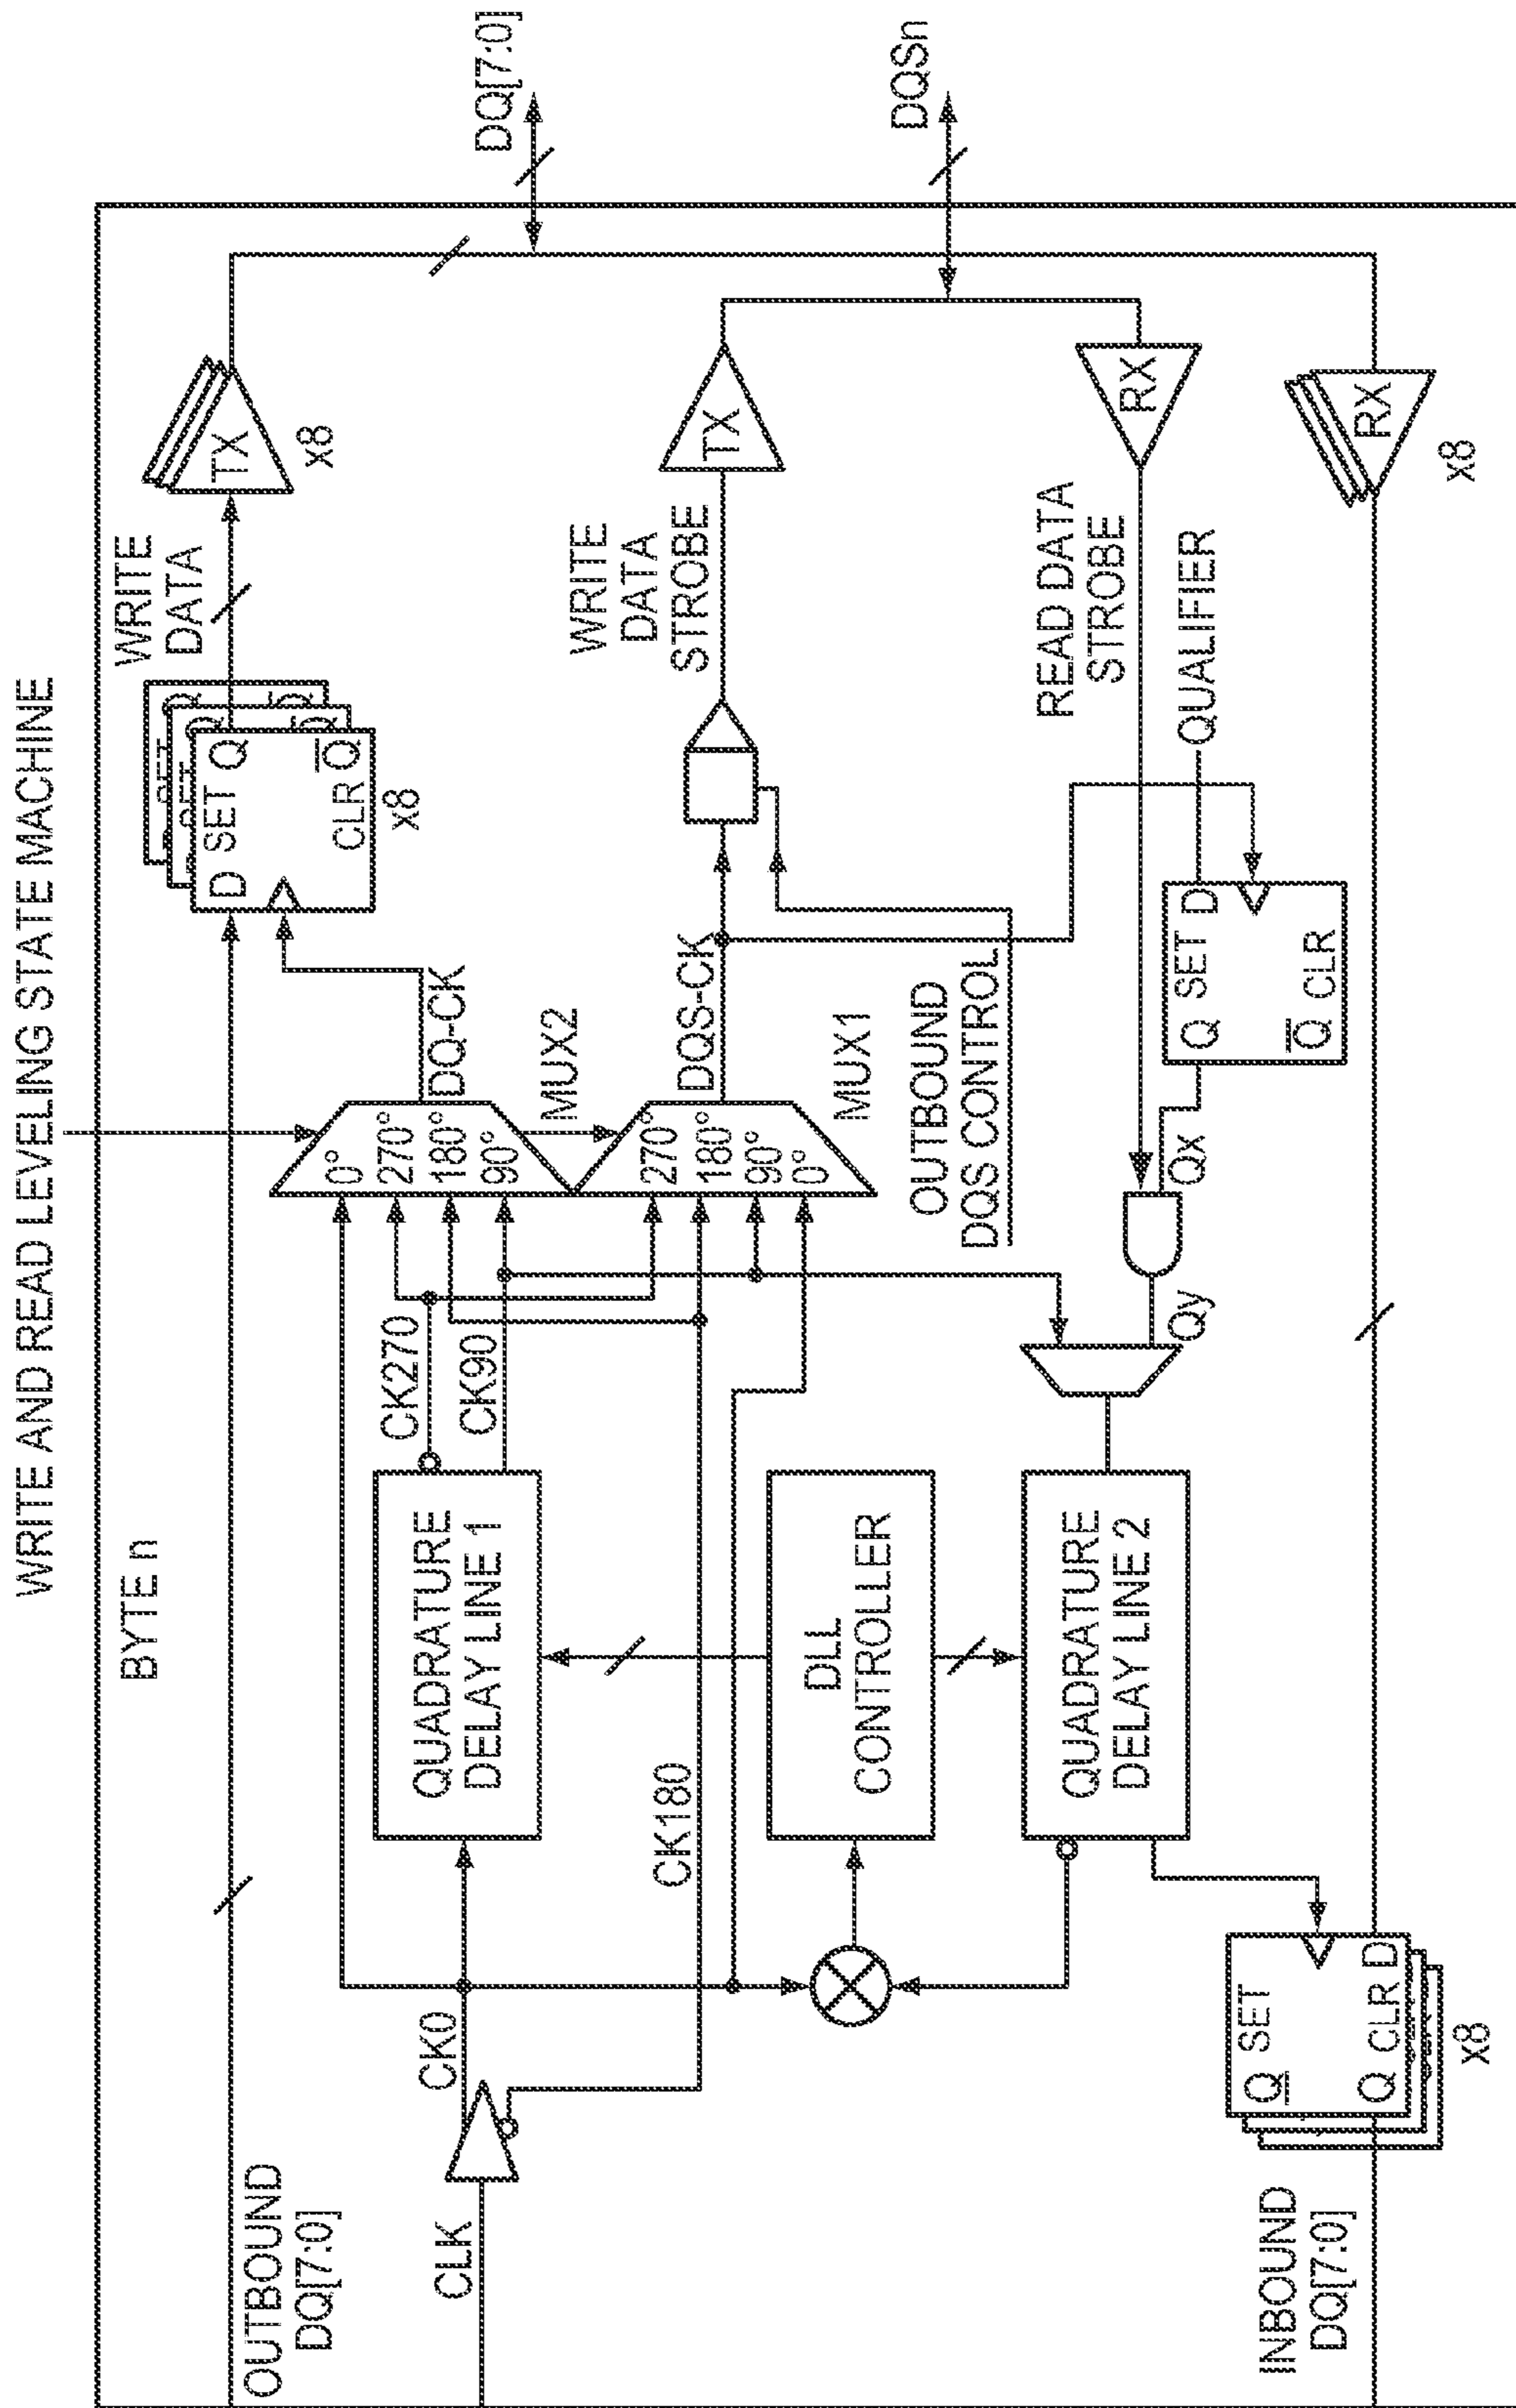 WRITE AND READ LEVELING STATE MACHINE
BYTE n
OUTBOUND
DQ[7:0]
D SET Q
CLR Q
x8
WRITE
DATA
TX
x8
DQ[7:0]
CLK
CK0
QUADRATURE
DELAY LINE 1
CK270
CK90
0°
270°
180°
90°
DQ-CK
MUX2
CK180
270°
180°
90°
0°
DQS-CK
MUX1
WRITE
DATA
STROBE
TX
DQSn
DLL
CONTROLLER
OUTBOUND
DQS CONTROL
READ DATA
STROBE
RX
QUADRATURE
DELAY LINE 2
Qy
Qx
Q SET D
Q CLR
QUALIFIER
INBOUND
DQ[7:0]
Q SET
Q CLR D
x8
RX
x8